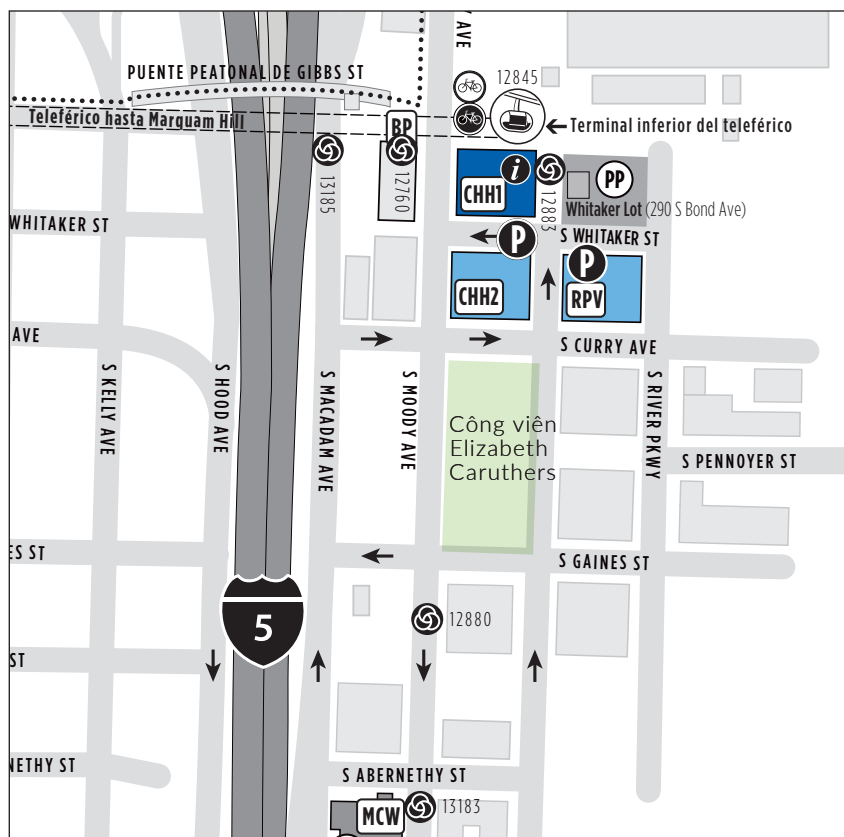 Y AVE
12845
PUENTE PEATONAL DE GIBBS ST
Teleférico hasta Marquam Hill
BP
Terminal inferior del teleférico
13185
12760
CHH1
i
12883
PP
Whitaker Lot (290 S Bond Ave)
WHITAKER ST
P
S WHITAKER ST
CHH2
P
RPV
AVE
S CURRY AVE
S KELLY AVE
S HOOD AVE
S MACADAM AVE
S MOODY AVE
Công viên
Elizabeth
Caruthers
S RIVER PKWY
S PENNOYER ST
ES ST
S GAINES ST
5
12880
ST
NETHY ST
S ABERNETHY ST
MCW
13183